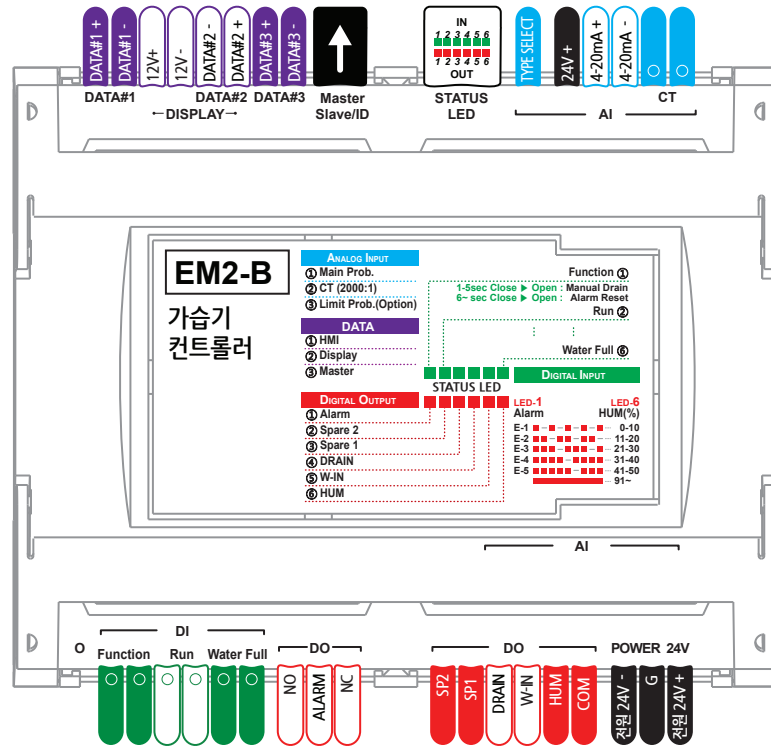 DATA#1 +
DATA#1 -
12V+
12V -
DATA#2 -
DATA#2 +
DATA#3 +
DATA#3 -
IN
1 2 3 4 5 6
1 2 3 4 5 6
OUT
TYPE SELECT
24V +
4-20mA +
4-20mA -
DATA#1
DATA#2
DATA#3
←DISPLAY→
Master
Slave/ID
STATUS
LED
CT
AI
EM2-B
가습기
컨트롤러
ANALOG INPUT
① Main Prob.
② CT (2000:1)
③ Limit Prob.(Option)
DATA
① HMI
② Display
③ Master
DIGITAL OUTPUT
① Alarm
② Spare 2
③ Spare 1
④ DRAIN
⑤ W-IN
⑥ HUM
Function ①
1-5sec Close ▶ Open : Manual Drain
6~ sec Close ▶ Open : Alarm Reset
Run ②
Water Full ⑥
STATUS LED
DIGITAL INPUT
LED-1 LED-6
Alarm HUM(%)
E-1 0-10
E-2 11-20
E-3 21-30
E-4 31-40
E-5 41-50
91~
AI
DI
O
Function
Run
Water Full
DO
NO
ALARM
NC
DO
SP2
SP1
DRAIN
W-IN
HUM
COM
POWER 24V
전원 24V -
G
전원 24V +